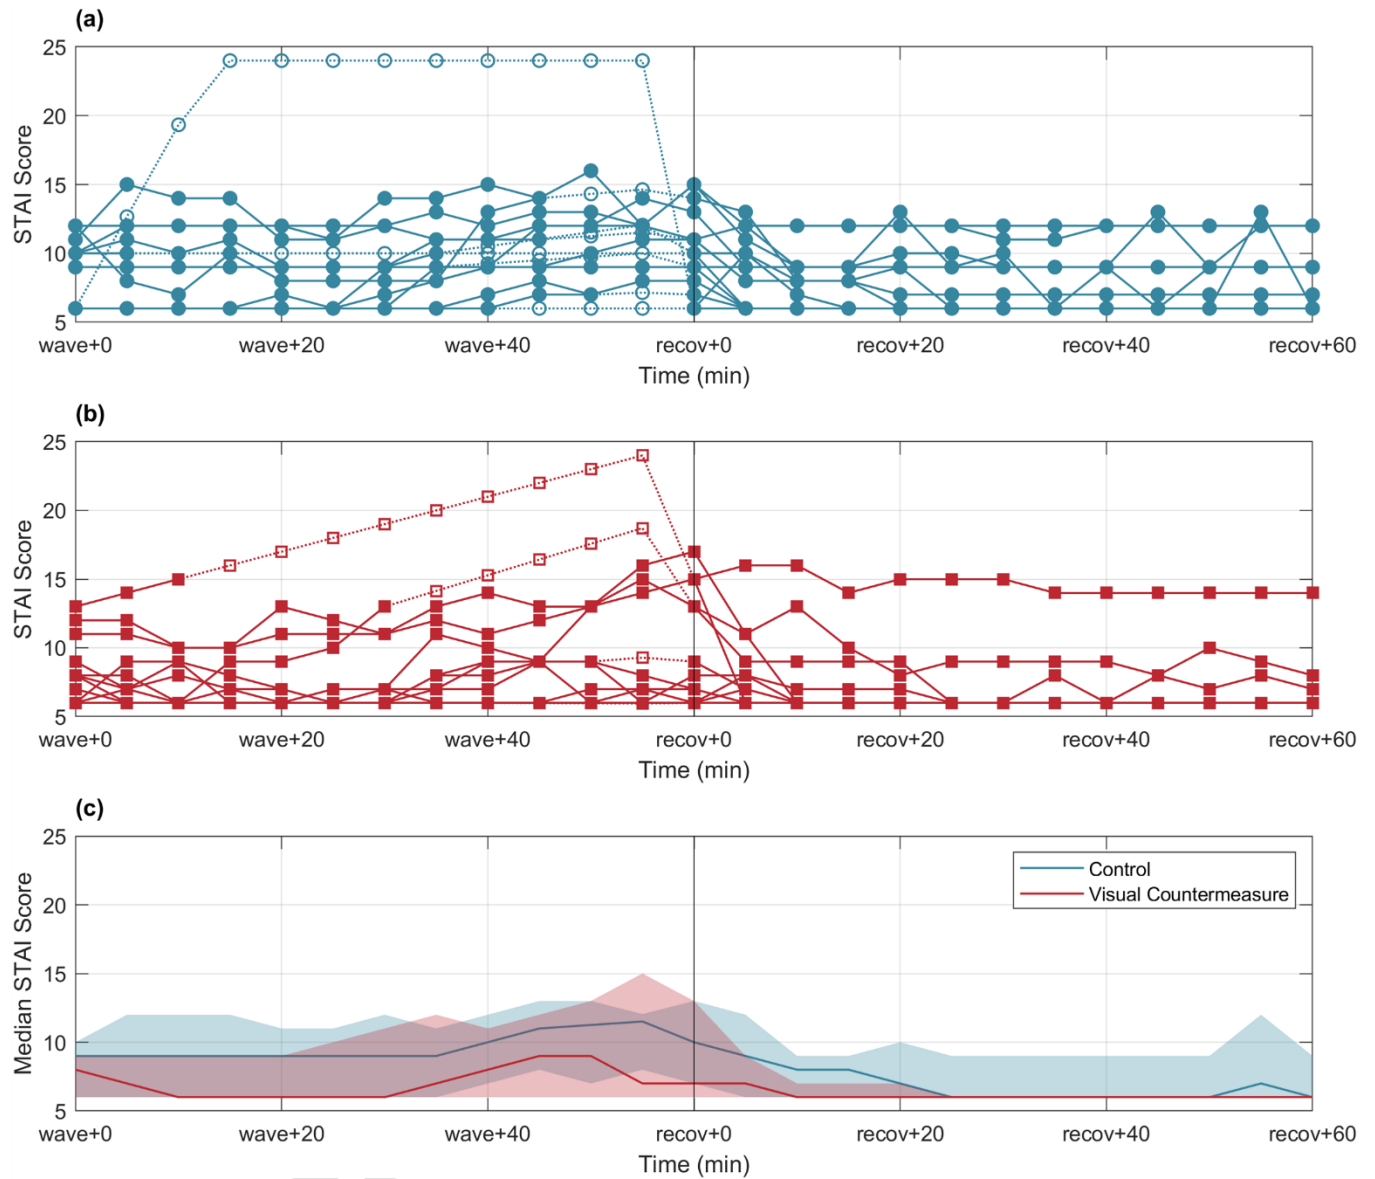 (a)
25
20
15
10
5
STAI Score
wave+0 wave+20 wave+40 recov+0 recov+20 recov+40 recov+60
Time (min)
(b)
25
20
15
10
5
STAI Score
wave+0 wave+20 wave+40 recov+0 recov+20 recov+40 recov+60
Time (min)
(c)
25
20
15
10
5
Median STAI Score
Control
Visual Countermeasure
wave+0 wave+20 wave+40 recov+0 recov+20 recov+40 recov+60
Time (min)